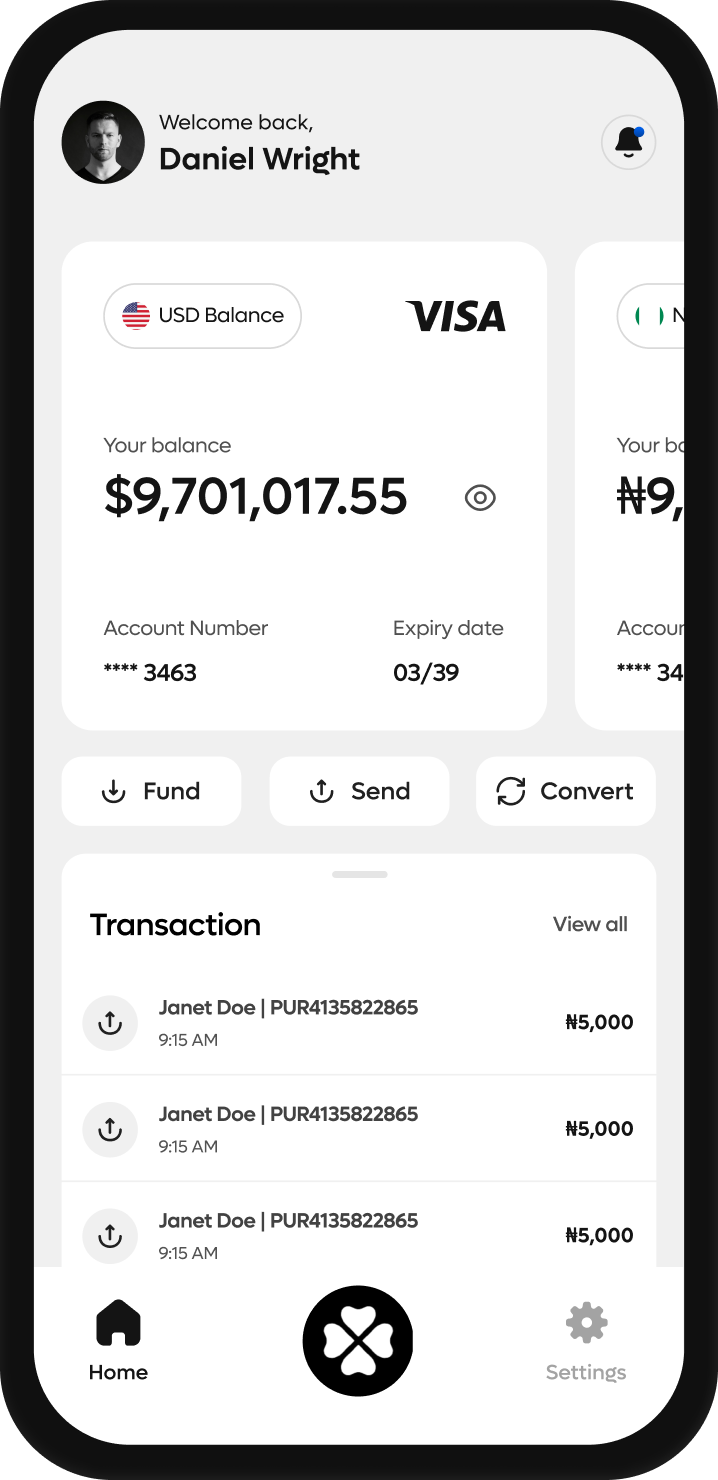 Welcome back,
Daniel Wright
USD Balance
VISA
N
Your balance
$9,701,017.55
Your
₦9,
Account Number
Expiry date
Accour
**** 3463
03/39
**** 34
Fund
Send
Convert
Transaction
View all
Janet Doe | PUR4135822865
₦5,000
9:15 AM
Janet Doe | PUR4135822865
₦5,000
9:15 AM
Janet Doe | PUR4135822865
₦5,000
9:15 AM
Home
Settings